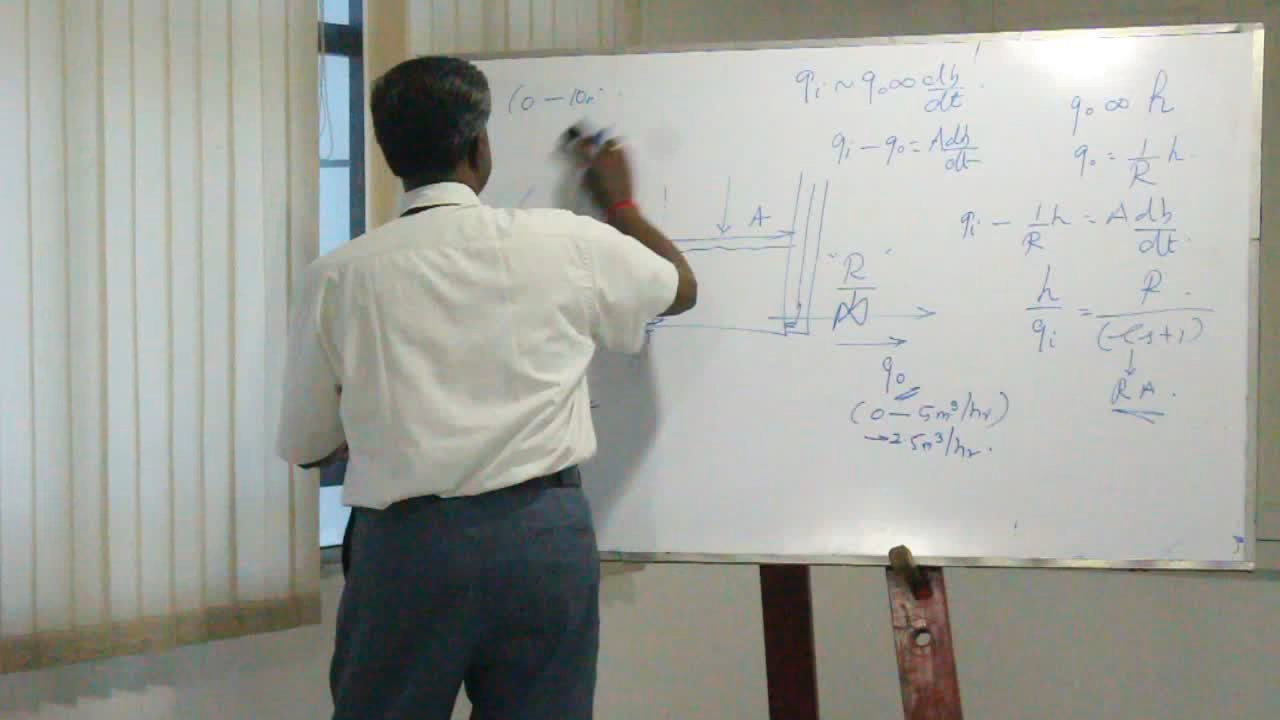 (0 – 10m
qi ~ qo ∞ dh/dt
qi – qo = A dh/dt
A
"R"
qo
(0 – 5m³/hr)
→ 2.5m³/hr.
qo ∞ h
qo = 1/R h.
qi – 1/R h = A dh/dt.
h/qi = R/(τs+1)
RA.